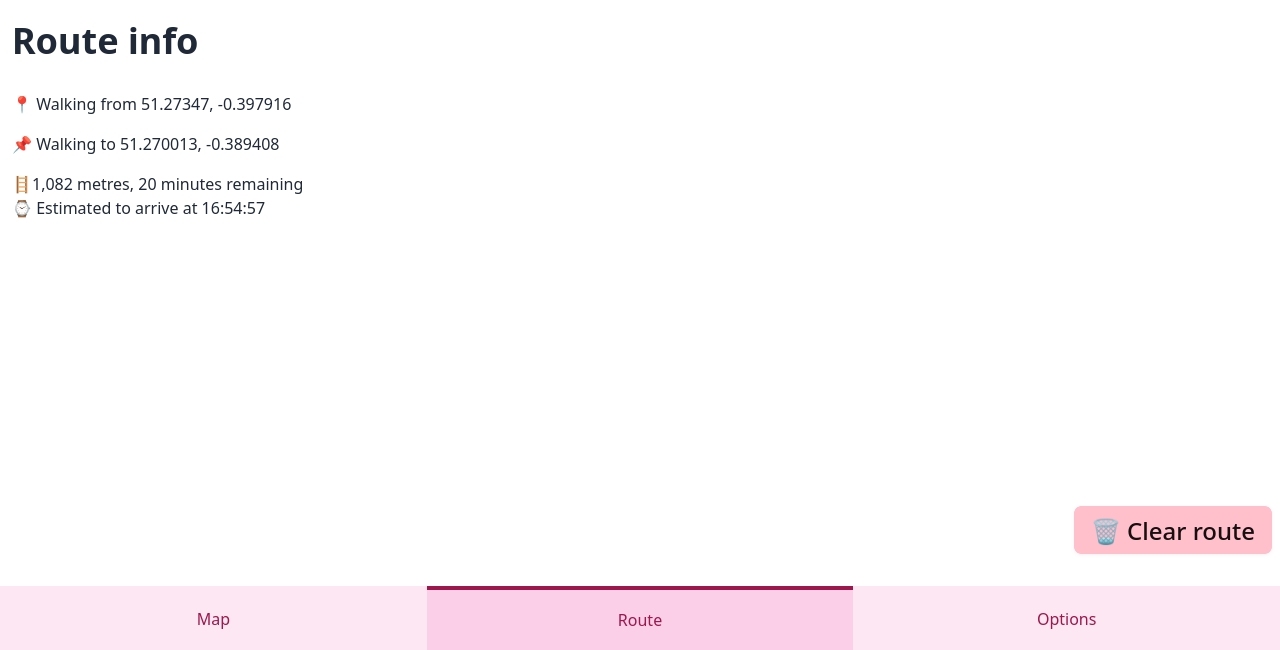 Route info
📍 Walking from 51.27347, -0.397916
📌 Walking to 51.270013, -0.389408
🪜1,082 metres, 20 minutes remaining
⌚ Estimated to arrive at 16:54:57
🗑️ Clear route
Map
Route
Options